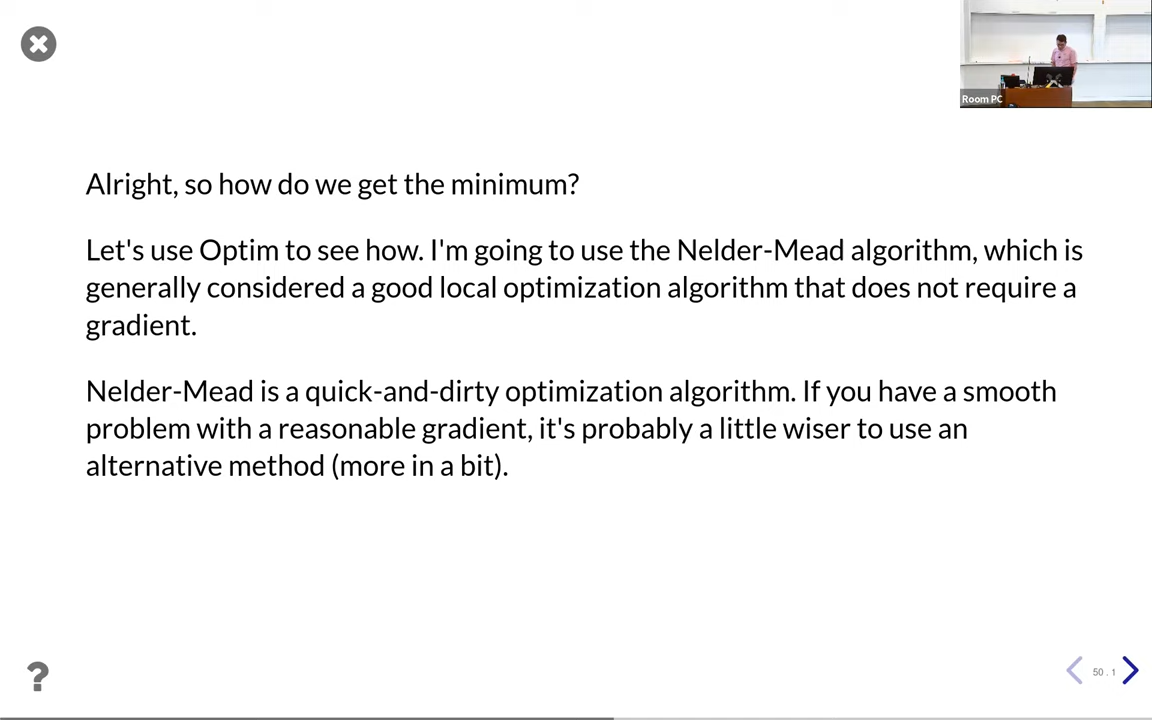 Room PC
Alright, so how do we get the minimum?
Let's use Optim to see how. I'm going to use the Nelder-Mead algorithm, which is
generally considered a good local optimization algorithm that does not require a
gradient.
Nelder-Mead is a quick-and-dirty optimization algorithm. If you have a smooth
problem with a reasonable gradient, it's probably a little wiser to use an
alternative method (more in a bit).
?
50 . 1